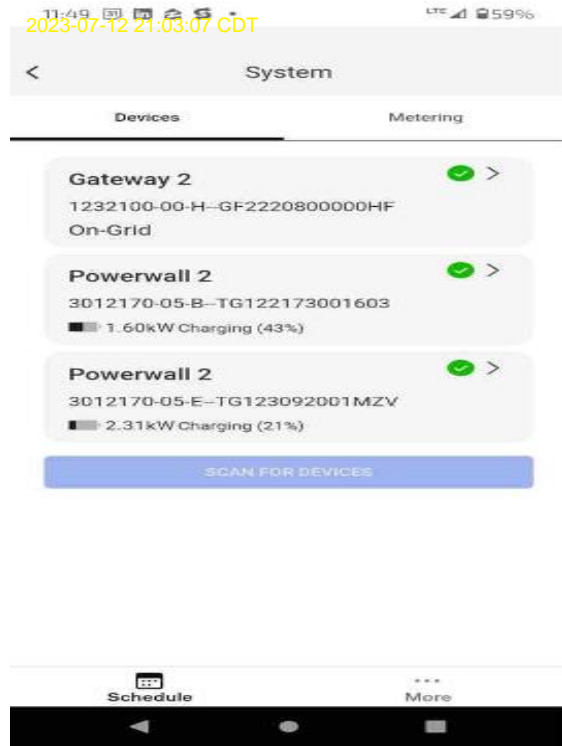 11:49
LTE 59%
2023-07-12 21:03:07 CDT
System
Devices Metering
Gateway 2
1232100-00-H--GF2220800000HF
On-Grid
Powerwall 2
3012170-05-B--TG122173001603
1.60kW Charging (43%)
Powerwall 2
3012170-05-E--TG123092001MZV
2.31kW Charging (21%)
SCAN FOR DEVICES
Schedule More